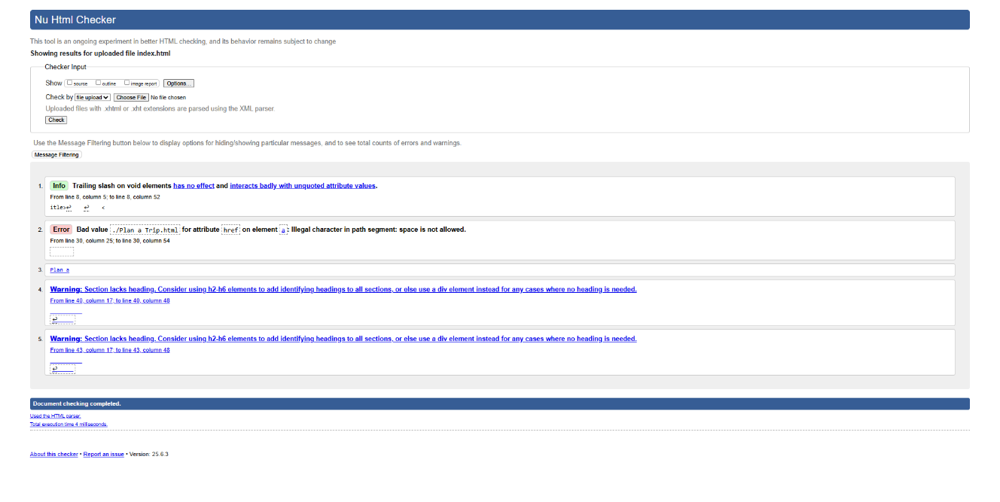 Nu Html Checker
This tool is an ongoing experiment in better HTML checking, and its behavior remains subject to change
Showing results for uploaded file index.html
Checker Input
Show source outline image report Options...
Check by file upload Choose File No file chosen
Uploaded files with .xhtml or .xht extensions are parsed using the XML parser.
Check
Use the Message Filtering button below to display options for hiding/showing particular messages, and to see total counts of errors and warnings.
Message Filtering
1. Info Trailing slash on void elements has no effect and interacts badly with unquoted attribute values.
From line 8, column 5; to line 8, column 52
itle>↩ ↩ <
2. Error Bad value ./Plan a Trip.html for attribute href on element a: Illegal character in path segment: space is not allowed.
From line 30, column 25; to line 30, column 54
3. Plan a
4. Warning: Section lacks heading. Consider using h2-h6 elements to add identifying headings to all sections, or else use a div element instead for any cases where no heading is needed.
From line 40, column 17; to line 40, column 48
↩
5. Warning: Section lacks heading. Consider using h2-h6 elements to add identifying headings to all sections, or else use a div element instead for any cases where no heading is needed.
From line 43, column 17; to line 43, column 48
↩
Document checking completed.
Used the HTML parser.
Total execution time 4 milliseconds.
About this checker • Report an issue • Version: 25.6.3